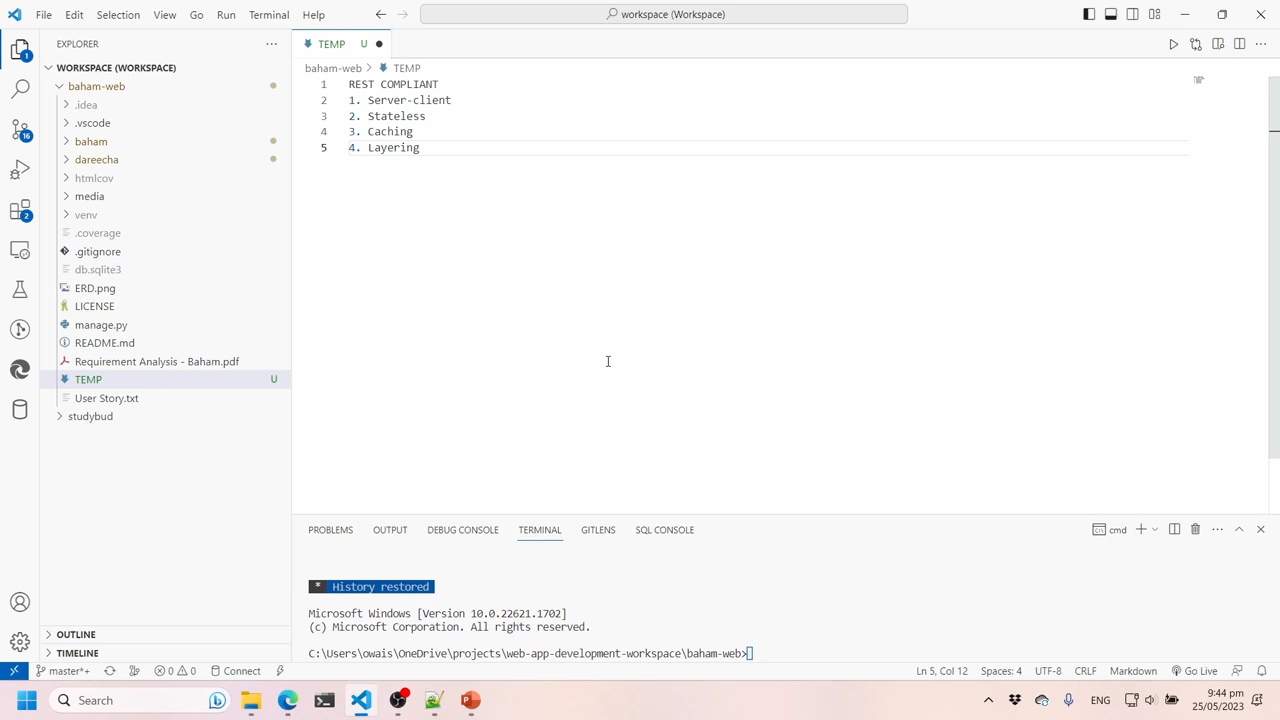 File Edit Selection View Go Run Terminal Help
workspace (Workspace)
EXPLORER
TEMP U
WORKSPACE (WORKSPACE)
baham-web > TEMP
baham-web
.idea
.vscode
baham
dareecha
htmlcov
media
venv
.coverage
.gitignore
db.sqlite3
ERD.png
LICENSE
manage.py
README.md
Requirement Analysis - Baham.pdf
TEMP U
User Story.txt
studybud
OUTLINE
TIMELINE
1 REST COMPLIANT
2 1. Server-client
3 2. Stateless
4 3. Caching
5 4. Layering
PROBLEMS OUTPUT DEBUG CONSOLE TERMINAL GITLENS SQL CONSOLE
cmd
* History restored
Microsoft Windows [Version 10.0.22621.1702]
(c) Microsoft Corporation. All rights reserved.
C:\Users\owais\OneDrive\projects\web-app-development-workspace\baham-web>
1
16
2
master*+ 0 0 Connect Ln 5, Col 12 Spaces: 4 UTF-8 CRLF Markdown Go Live
Search ENG 9:44 pm
25/05/2023